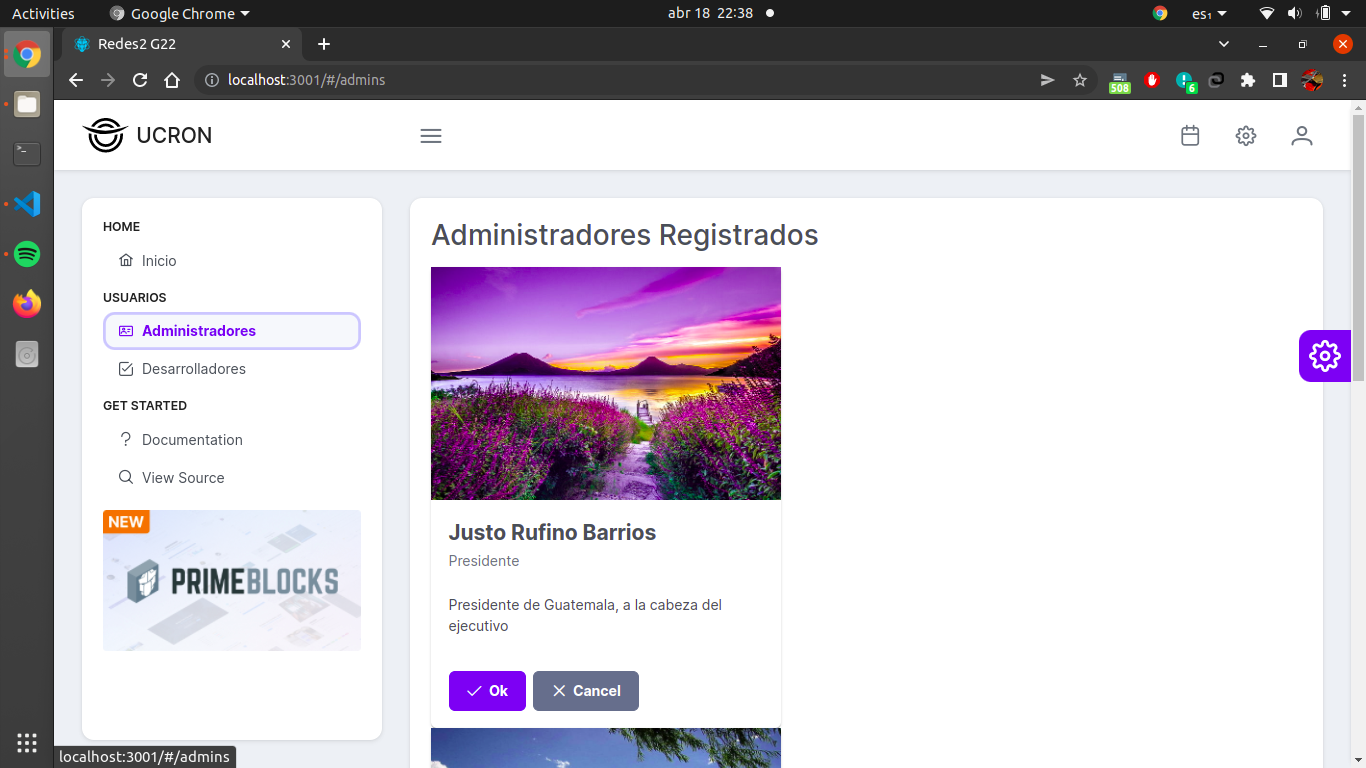 Activities
Google Chrome
abr 18 22:38
es₁
Redes2 G22
localhost:3001/#/admins
508
6
UCRON
HOME
Inicio
USUARIOS
Administradores
Desarrolladores
GET STARTED
Documentation
View Source
NEW
PRIMEBLOCKS
Administradores Registrados
Justo Rufino Barrios
Presidente
Presidente de Guatemala, a la cabeza del
ejecutivo
Ok
Cancel
localhost:3001/#/admins